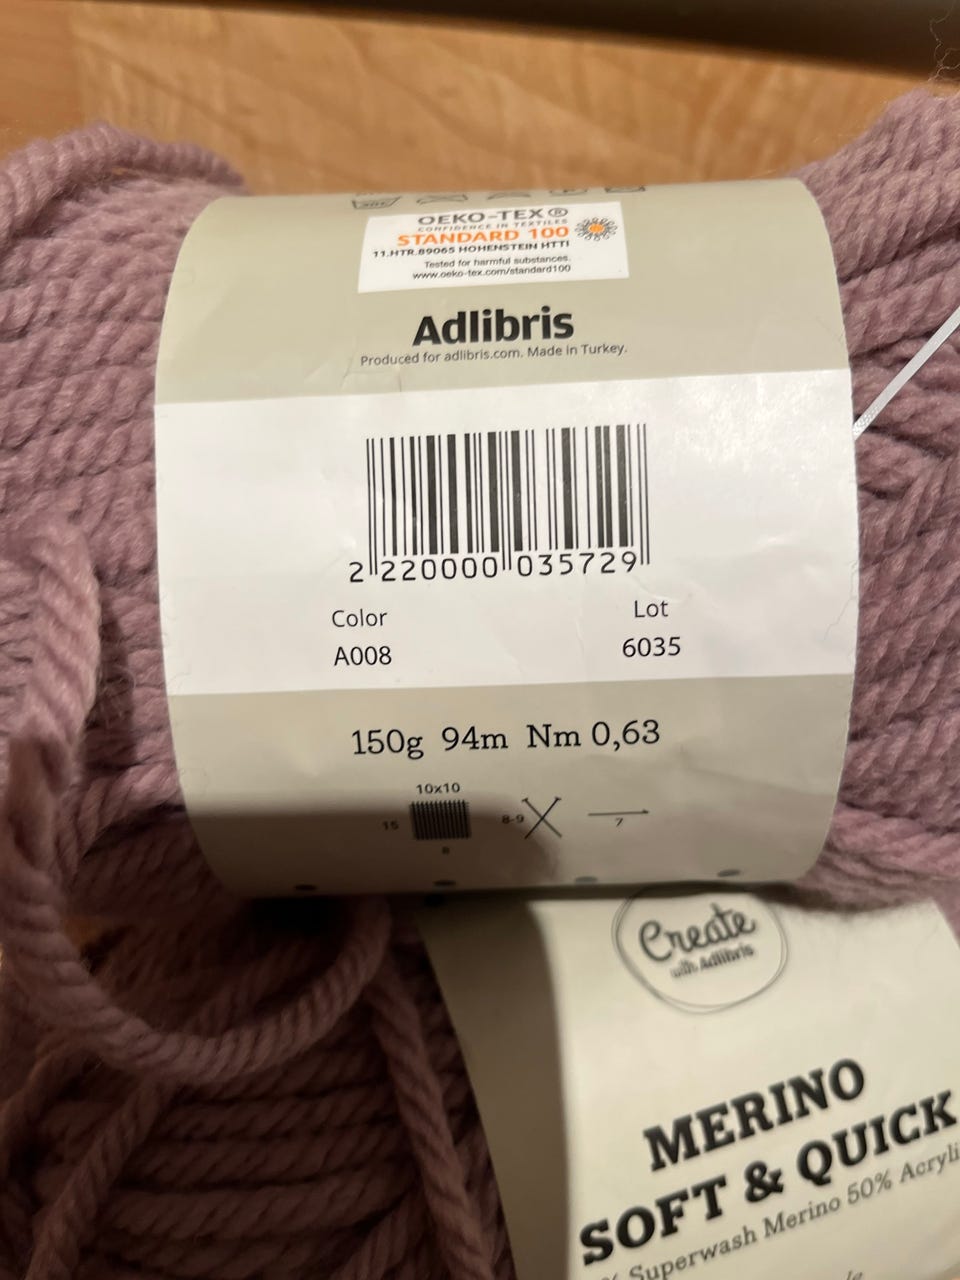 OEKO-TEX®
CONFIDENCE IN TEXTILES
STANDARD 100
11.HTR.89065 HOHENSTEIN HTTI
Tested for harmful substances.
www.oeko-tex.com/standard100
Adlibris
Produced for adlibris.com. Made in Turkey.
2 220000 035729
Color Lot
A008 6035
150g 94m Nm 0,63
10x10
15 8-9 7
8
Create
with Adlibris
MERINO
SOFT & QUICK
% Superwash Merino 50% Acryli